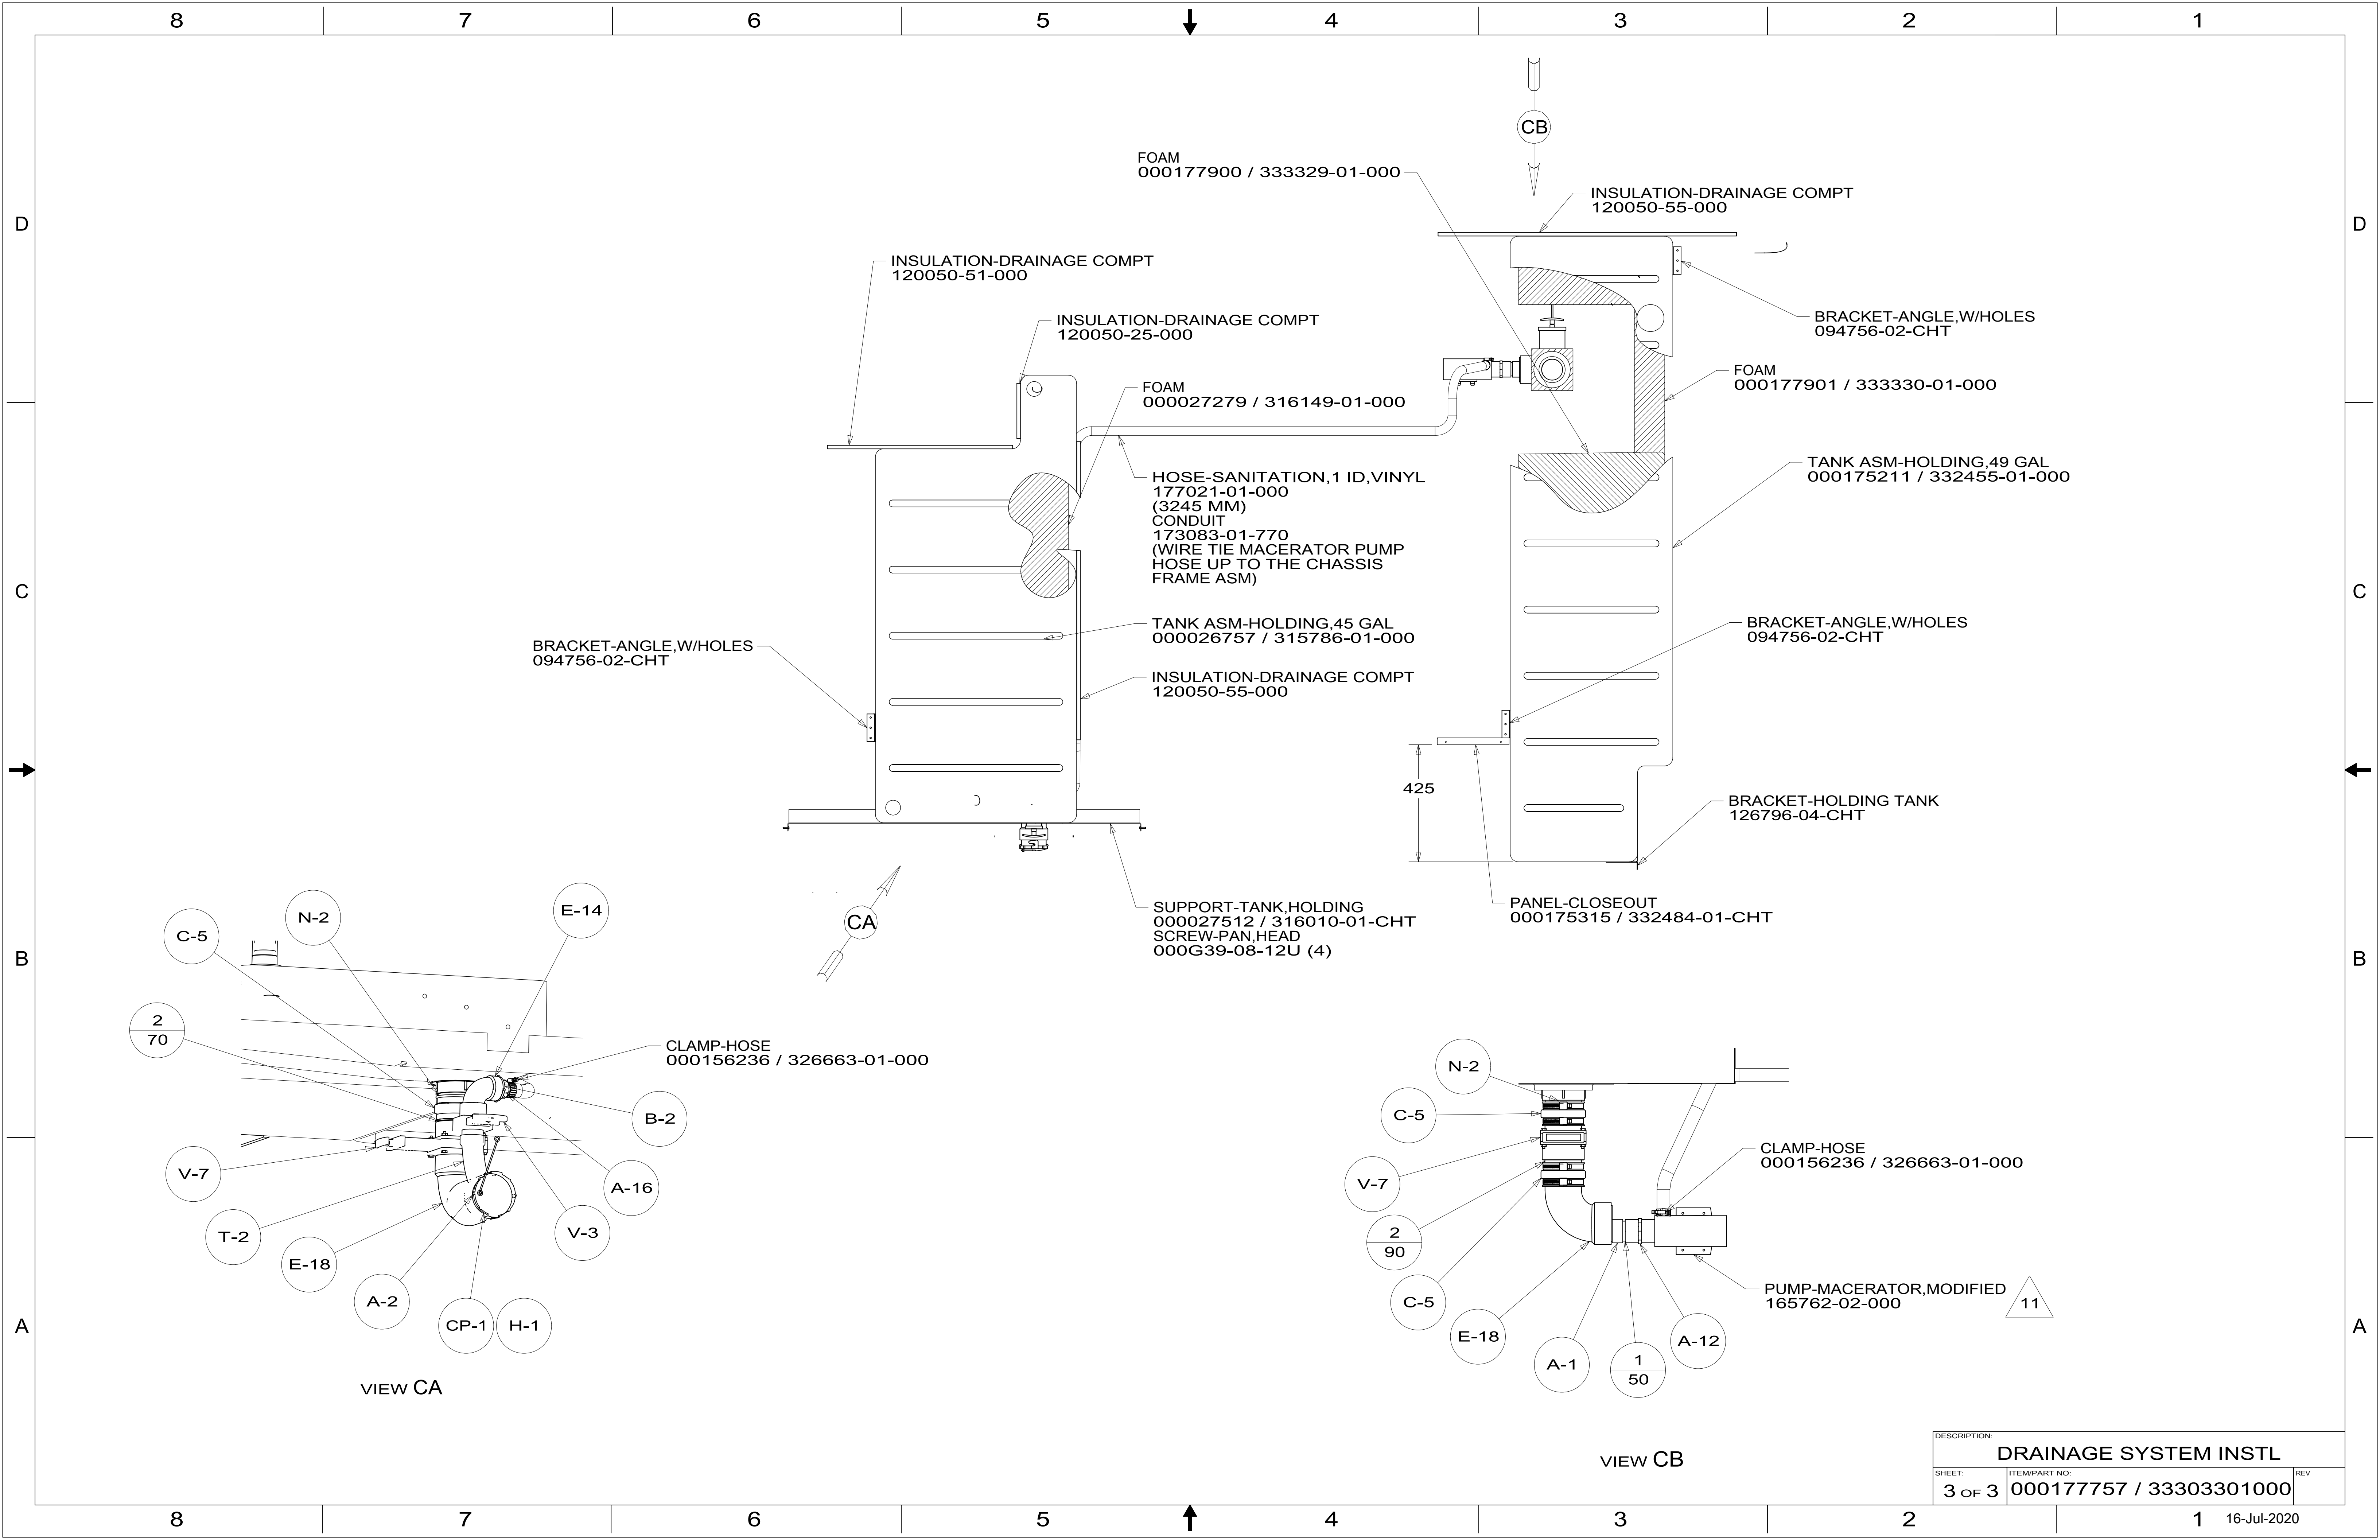 8 7 6 5 4 3 2 1
D
D
C
C
B
B
A
A
CB
FOAM
000177900 / 333329-01-000
INSULATION-DRAINAGE COMPT
120050-55-000
INSULATION-DRAINAGE COMPT
120050-51-000
INSULATION-DRAINAGE COMPT
120050-25-000
BRACKET-ANGLE,W/HOLES
094756-02-CHT
FOAM
000027279 / 316149-01-000
FOAM
000177901 / 333330-01-000
HOSE-SANITATION,1 ID,VINYL
177021-01-000
(3245 MM)
CONDUIT
173083-01-770
(WIRE TIE MACERATOR PUMP
HOSE UP TO THE CHASSIS
FRAME ASM)
TANK ASM-HOLDING,49 GAL
000175211 / 332455-01-000
TANK ASM-HOLDING,45 GAL
000026757 / 315786-01-000
BRACKET-ANGLE,W/HOLES
094756-02-CHT
BRACKET-ANGLE,W/HOLES
094756-02-CHT
INSULATION-DRAINAGE COMPT
120050-55-000
425
BRACKET-HOLDING TANK
126796-04-CHT
CA
SUPPORT-TANK,HOLDING
000027512 / 316010-01-CHT
SCREW-PAN,HEAD
000G39-08-12U (4)
PANEL-CLOSEOUT
000175315 / 332484-01-CHT
C-5
N-2
E-14
2
70
CLAMP-HOSE
000156236 / 326663-01-000
B-2
V-7
A-16
T-2
V-3
E-18
A-2
CP-1
H-1
VIEW CA
N-2
C-5
V-7
CLAMP-HOSE
000156236 / 326663-01-000
2
90
C-5
PUMP-MACERATOR,MODIFIED
165762-02-000
11
E-18
A-1
1
50
A-12
VIEW CB
DESCRIPTION:
DRAINAGE SYSTEM INSTL
SHEET:
3 OF 3
ITEM/PART NO:
000177757 / 33303301000
REV
8 7 6 5 4 3 2 1
16-Jul-2020